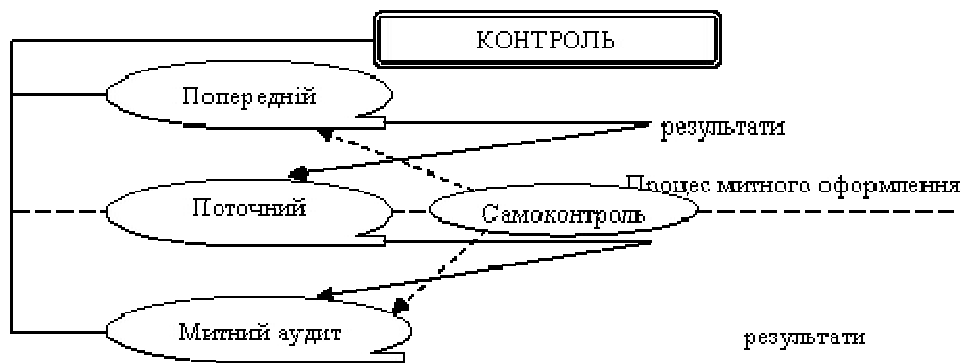 КОНТРОЛЬ
Попередній
результати
Процес митного оформлення
Поточний
Самоконтроль
Митний аудит
результати